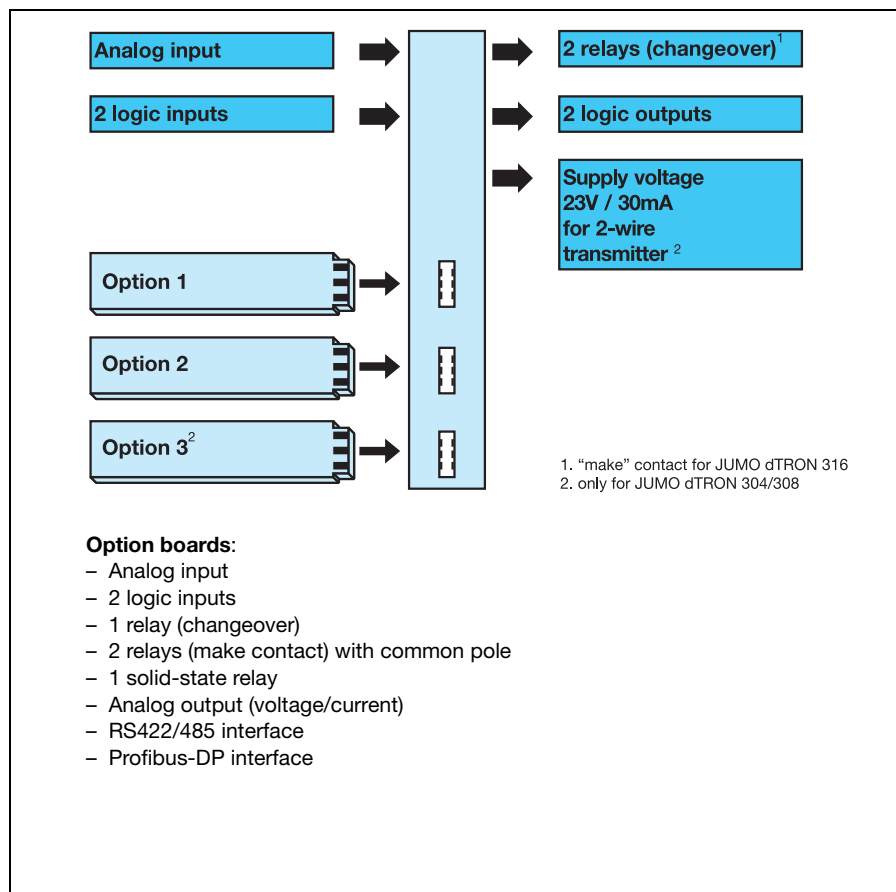 Analog input
2 logic inputs
2 relays (changeover)1
2 logic outputs
Supply voltage
23V / 30mA
for 2-wire
transmitter 2
Option 1
Option 2
Option 32
1. “make” contact for JUMO dTRON 316
2. only for JUMO dTRON 304/308
Option boards:
– Analog input
– 2 logic inputs
– 1 relay (changeover)
– 2 relays (make contact) with common pole
– 1 solid-state relay
– Analog output (voltage/current)
– RS422/485 interface
– Profibus-DP interface